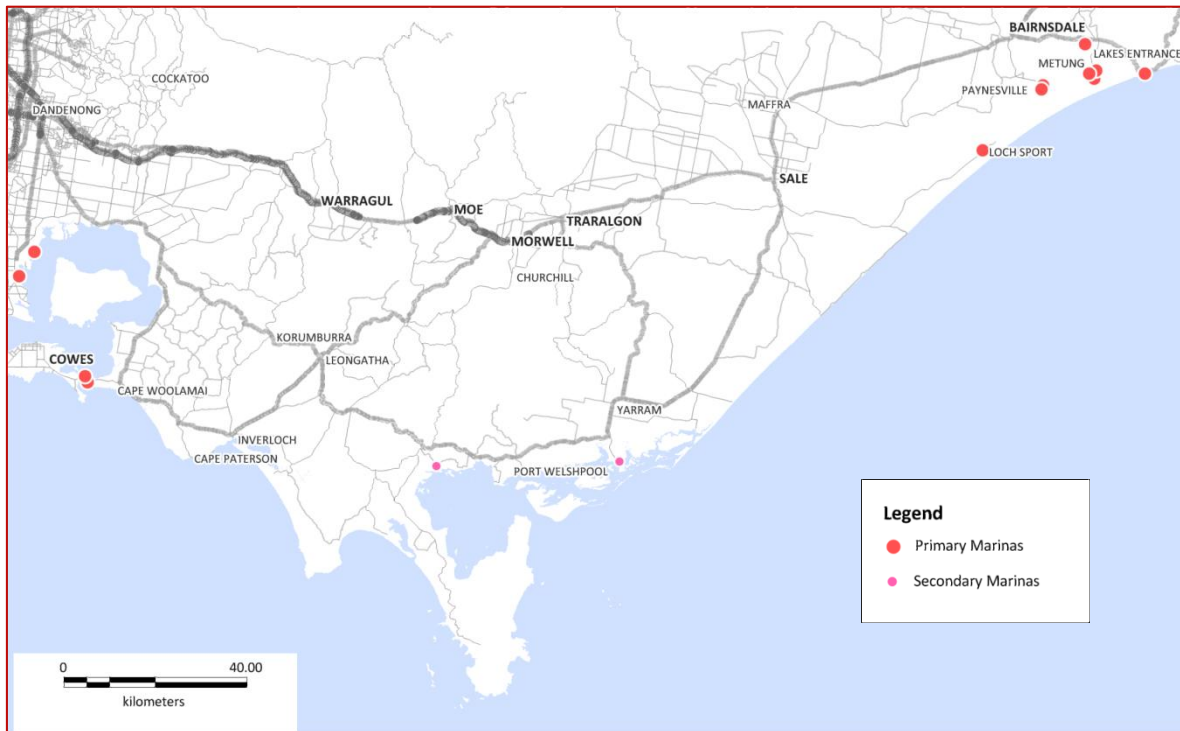 BAIRNSDALE
LAKES ENTRANCE
METUNG
COCKATOO
PAYNESVILLE
MAFFRA
DANDENONG
LOCH SPORT
SALE
WARRAGUL
MOE
TRARALGON
MORWELL
CHURCHILL
KORUMBURRA
COWES
LEONGATHA
CAPE WOOLAMAI
YARRAM
INVERLOCH
CAPE PATERSON
PORT WELSHPOOL
Legend
Primary Marinas
Secondary Marinas
0 40.00
kilometers